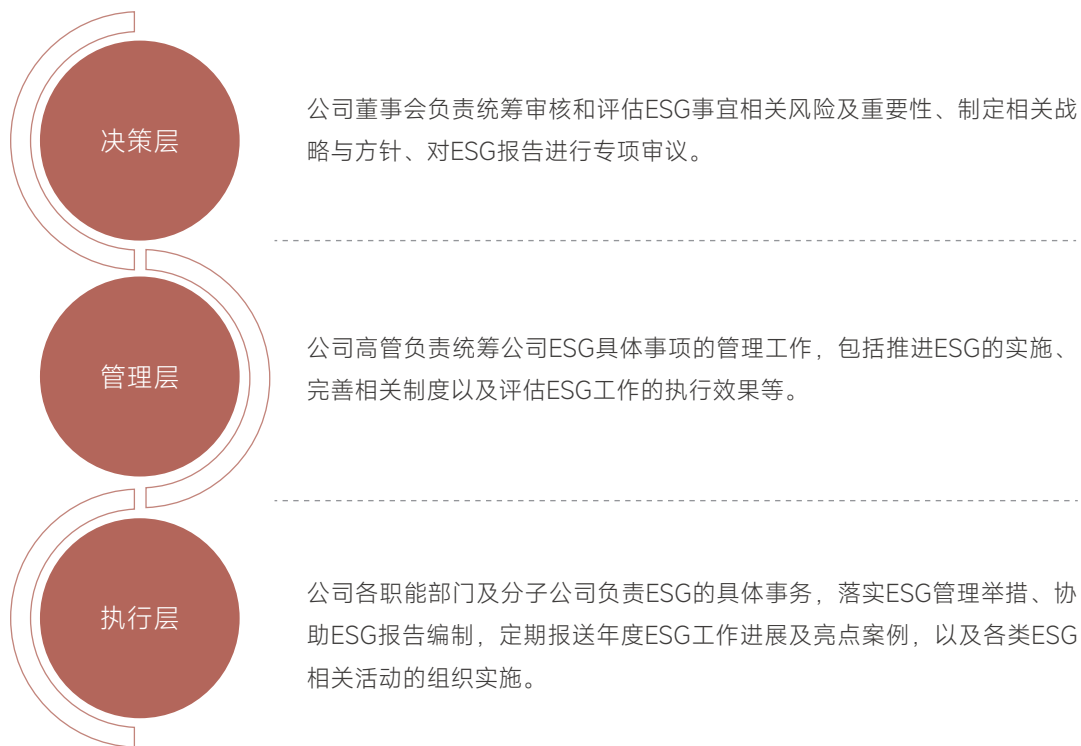 决策层
公司董事会负责统筹审核和评估ESG事宜相关风险及重要性、制定相关战
略与方针、对ESG报告进行专项审议。
管理层
公司高管负责统筹公司ESG具体事项的管理工作，包括推进ESG的实施、
完善相关制度以及评估ESG工作的执行效果等。
执行层
公司各职能部门及分子公司负责ESG的具体事务，落实ESG管理举措、协
助ESG报告编制，定期报送年度ESG工作进展及亮点案例，以及各类ESG
相关活动的组织实施。